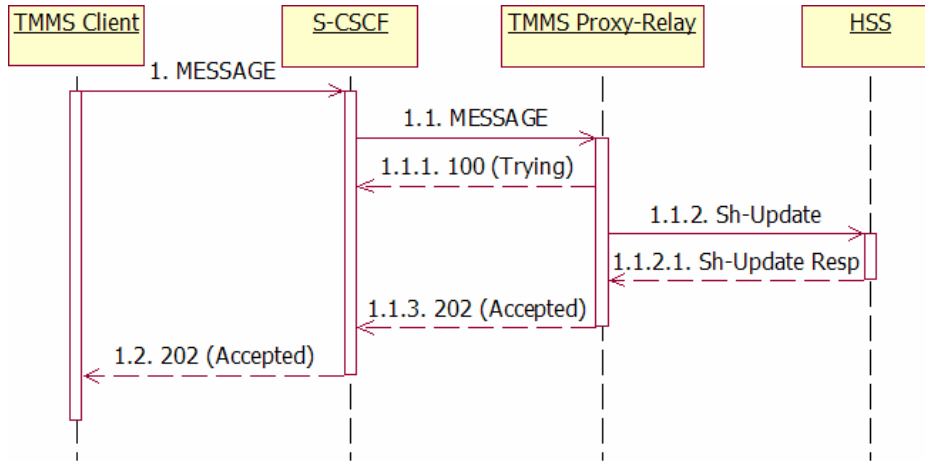 TMMS Client
S-CSCF
TMMS Proxy-Relay
HSS
1. MESSAGE
1.1. MESSAGE
1.1.1. 100 (Trying)
1.1.2. Sh-Update
1.1.2.1. Sh-Update Resp
1.1.3. 202 (Accepted)
1.2. 202 (Accepted)